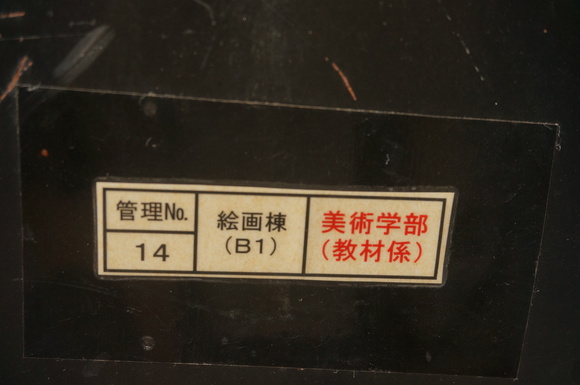 管理No.
14
絵画棟
(B1)
美術学部
(教材係)